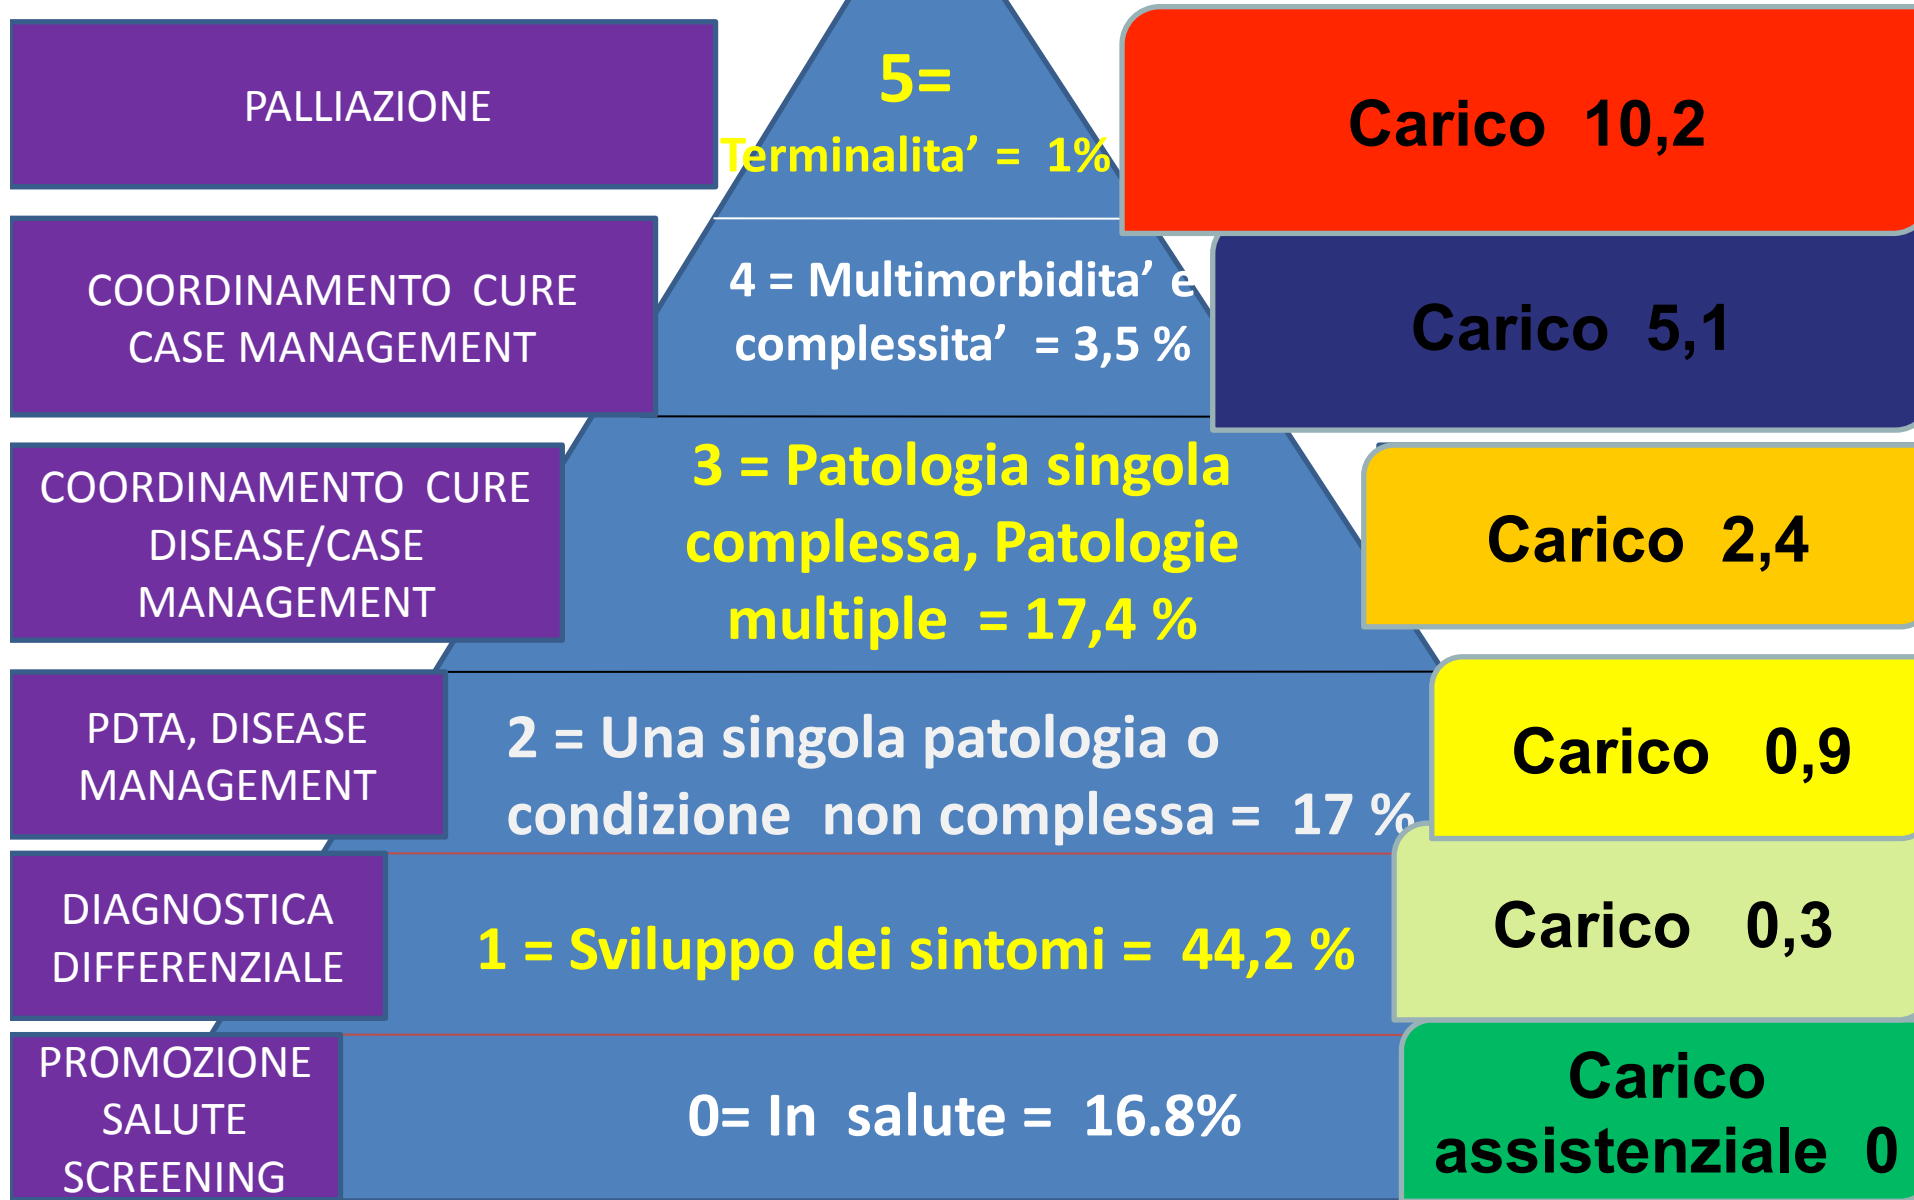 PALLIAZIONE
5=
Terminalita’ =  1%
Carico  10,2
COORDINAMENTO  CURE
CASE MANAGEMENT
4 = Multimorbidita’ e
complessita’  = 3,5 %
Carico  5,1
COORDINAMENTO  CURE
DISEASE/CASE
MANAGEMENT
3 = Patologia singola
complessa, Patologie
multiple  = 17,4 %
Carico  2,4
PDTA, DISEASE
MANAGEMENT
2 = Una singola patologia o
condizione  non complessa =  17 %
Carico   0,9
DIAGNOSTICA
DIFFERENZIALE
1 = Sviluppo dei sintomi =  44,2 %
Carico   0,3
PROMOZIONE
SALUTE
SCREENING
0= In  salute =  16.8%
Carico
assistenziale  0